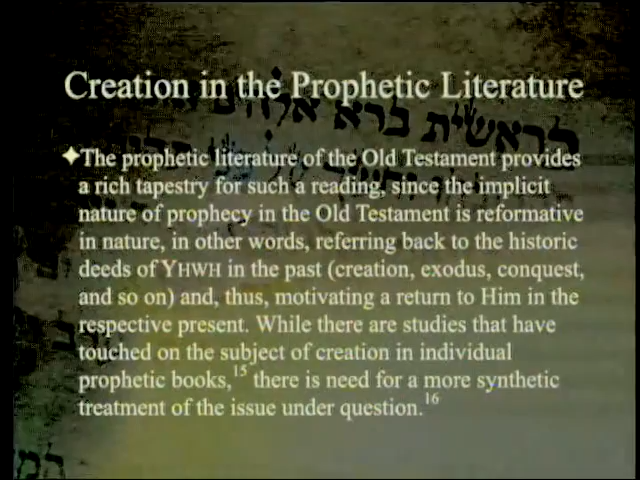 Creation in the Prophetic Literature
בראשית ברא אלהים
✦The prophetic literature of the Old Testament provides
a rich tapestry for such a reading, since the implicit
nature of prophecy in the Old Testament is reformative
in nature, in other words, referring back to the historic
deeds of YHWH in the past (creation, exodus, conquest,
and so on) and, thus, motivating a return to Him in the
respective present. While there are studies that have
touched on the subject of creation in individual
prophetic books,15 there is need for a more synthetic
treatment of the issue under question.16